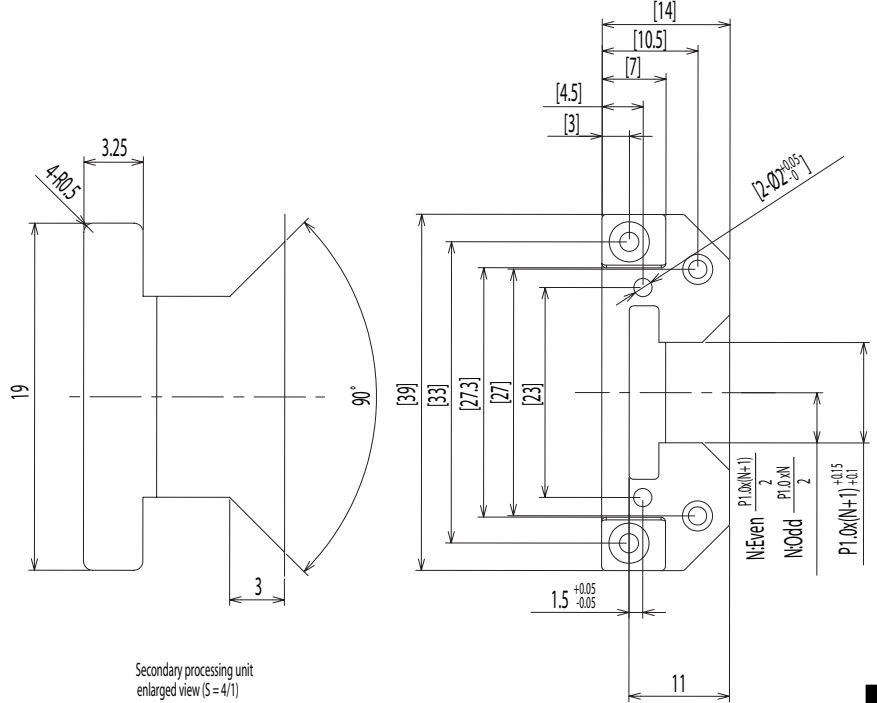 3.25
4-R0.5
19
90°
3
Secondary processing unit
enlarged view (S = 4/1)
[14]
[10.5]
[7]
[4.5]
[3]
[2-Ø2 +0.05 -0 ]
[39]
[33]
[27.3]
[27]
[23]
1.5 +0.05 -0.05
11
N:Even P1.0x(N+1) 2
N:Odd P1.0 xN 2
P1.0x(N+1) +0.15 +0.1